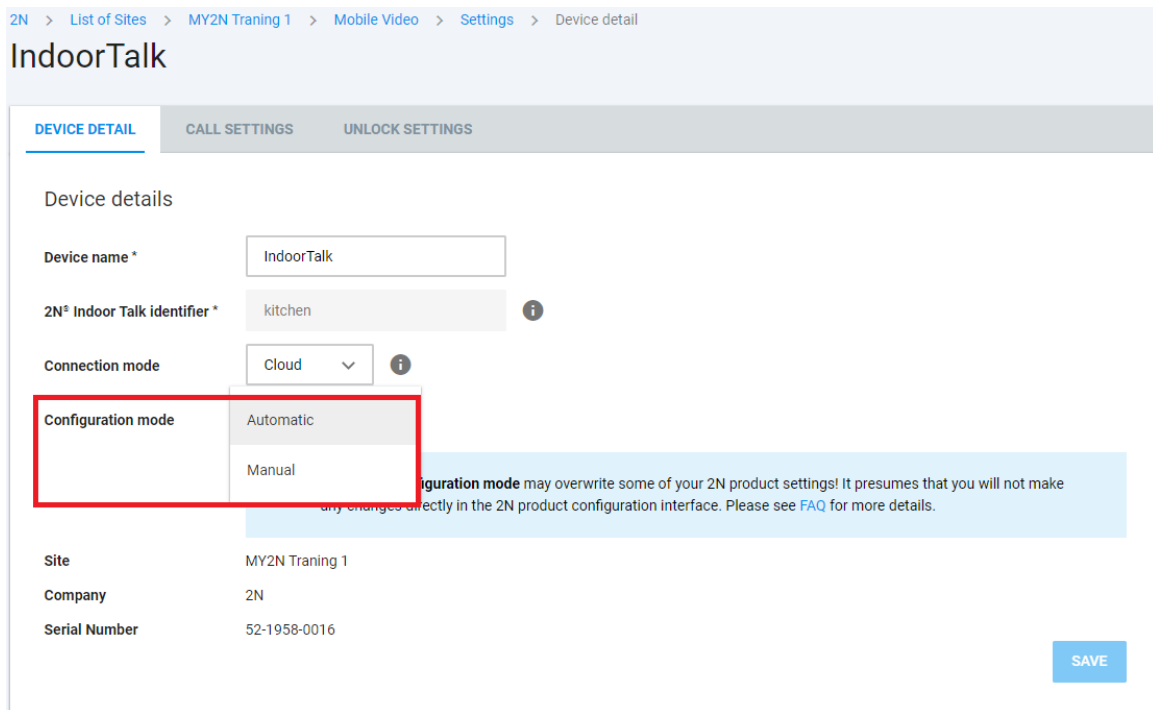 2N > List of Sites > MY2N Traning 1 > Mobile Video > Settings > Device detail
IndoorTalk
DEVICE DETAIL CALL SETTINGS UNLOCK SETTINGS
Device details
Device name * IndoorTalk
2N® Indoor Talk identifier * kitchen
Connection mode Cloud
Configuration mode Automatic
Manual
figuration mode may overwrite some of your 2N product settings! It presumes that you will not make
any changes directly in the 2N product configuration interface. Please see FAQ for more details.
Site MY2N Traning 1
Company 2N
Serial Number 52-1958-0016
SAVE